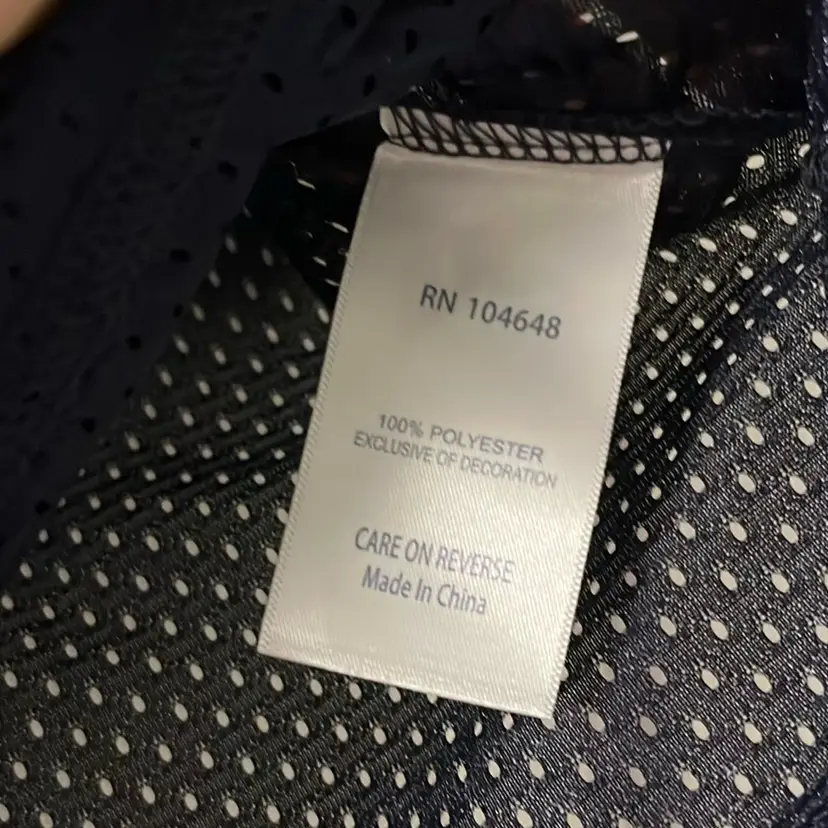 RN 104648
100% POLYESTER
EXCLUSIVE OF DECORATION
CARE ON REVERSE
Made In China